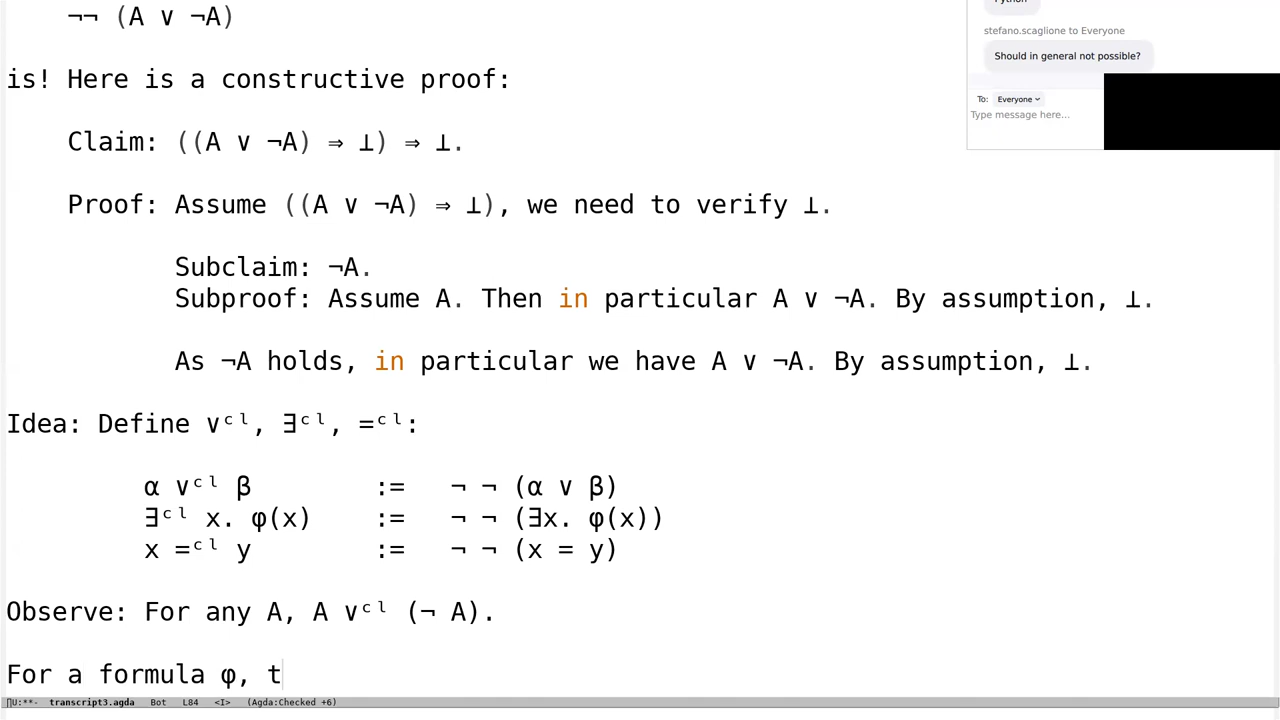 ¬¬ (A ∨ ¬A)
Python
stefano.scaglione to Everyone
Should in general not possible?
To: Everyone
Type message here...
is! Here is a constructive proof:
Claim: ((A ∨ ¬A) ⇒ ⊥) ⇒ ⊥.
Proof: Assume ((A ∨ ¬A) ⇒ ⊥), we need to verify ⊥.
Subclaim: ¬A.
Subproof: Assume A. Then in particular A ∨ ¬A. By assumption, ⊥.
As ¬A holds, in particular we have A ∨ ¬A. By assumption, ⊥.
Idea: Define ∨ᶜˡ, ∃ᶜˡ, =ᶜˡ:
α ∨ᶜˡ β := ¬ ¬ (α ∨ β)
∃ᶜˡ x. φ(x) := ¬ ¬ (∃x. φ(x))
x =ᶜˡ y := ¬ ¬ (x = y)
Observe: For any A, A ∨ᶜˡ (¬ A).
For a formula φ, t
U:**- transcript3.agda Bot L84 <I> (Agda:Checked +6)